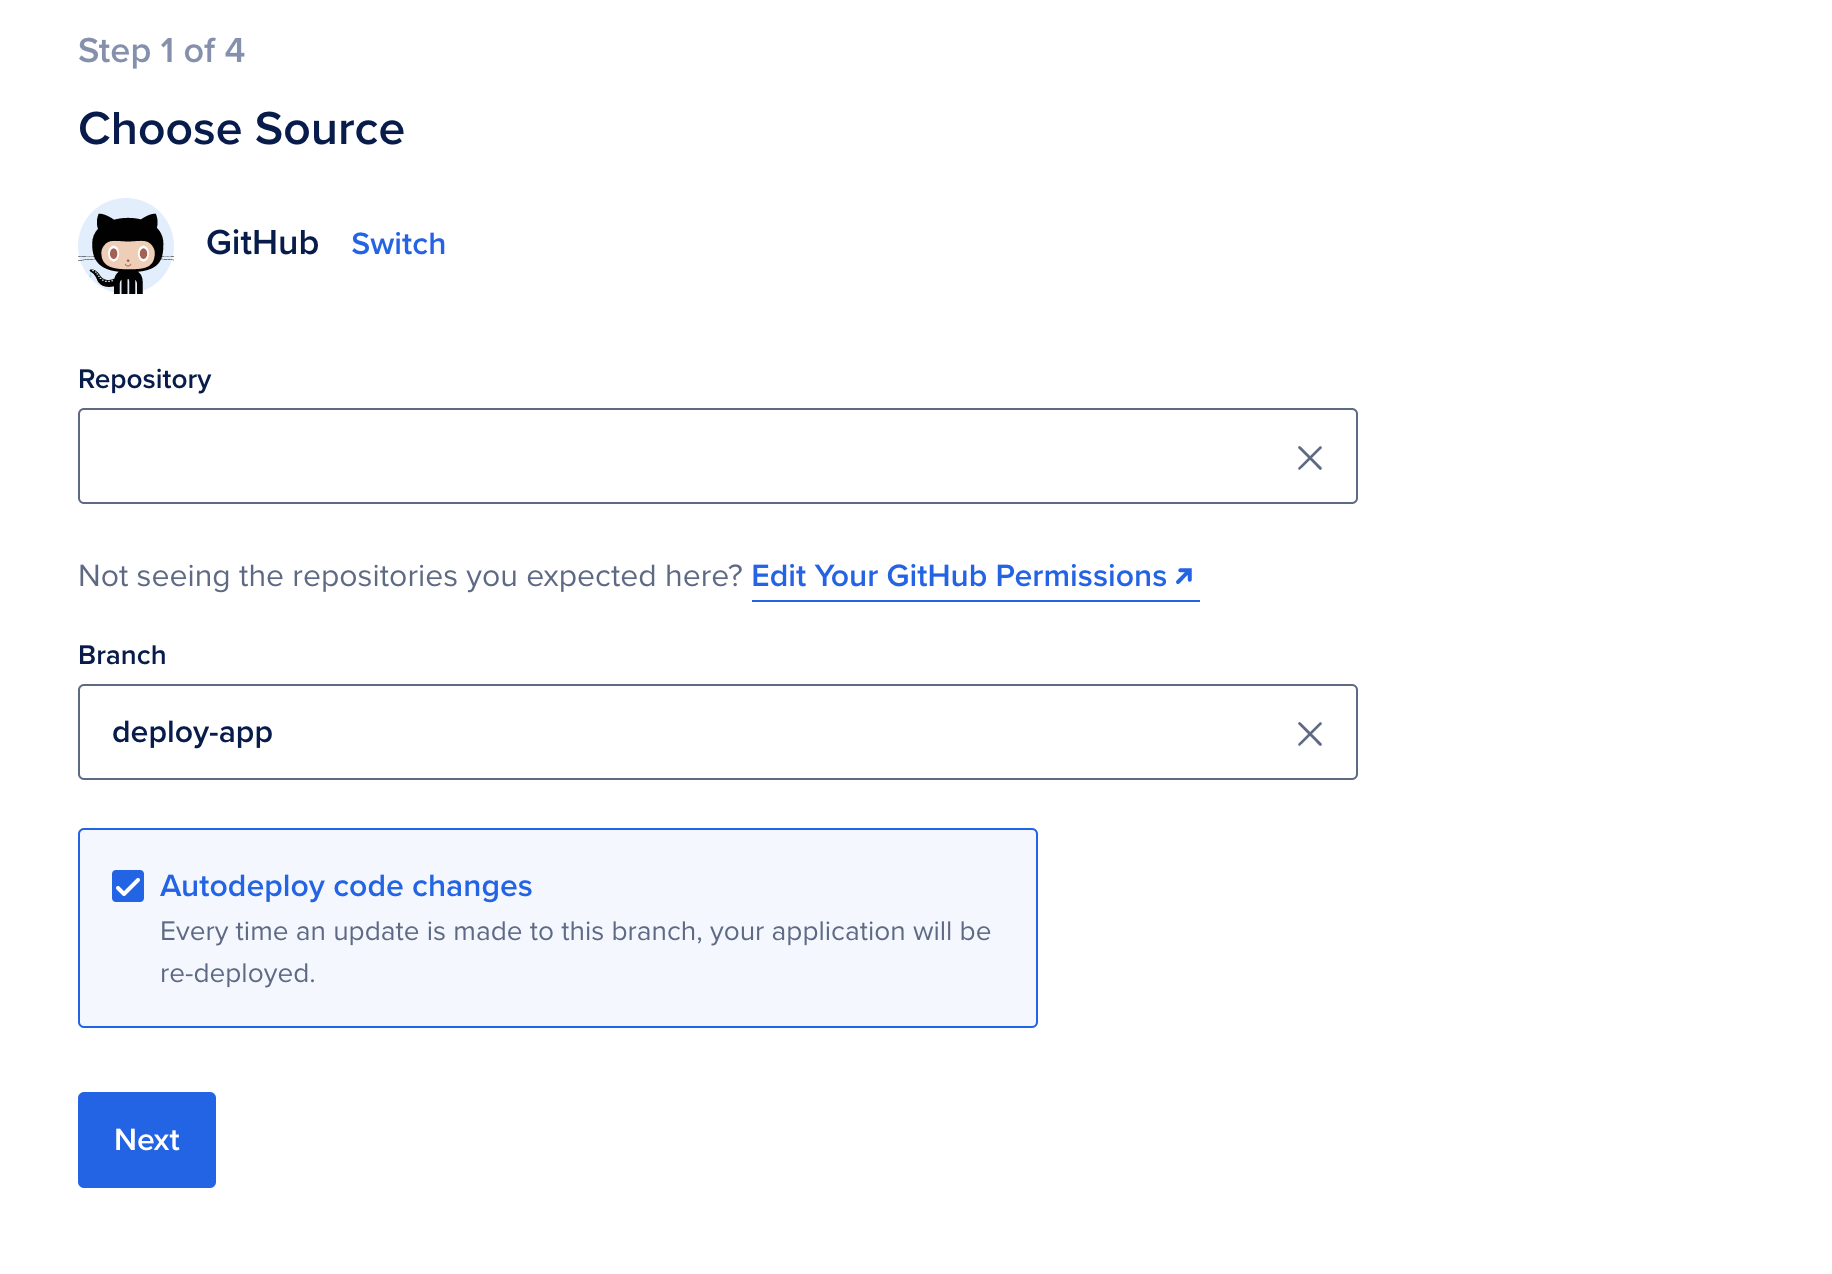 Step 1 of 4
Choose Source
GitHub Switch
Repository
Not seeing the repositories you expected here? Edit Your GitHub Permissions
Branch
deploy-app
Autodeploy code changes
Every time an update is made to this branch, your application will be
re-deployed.
Next